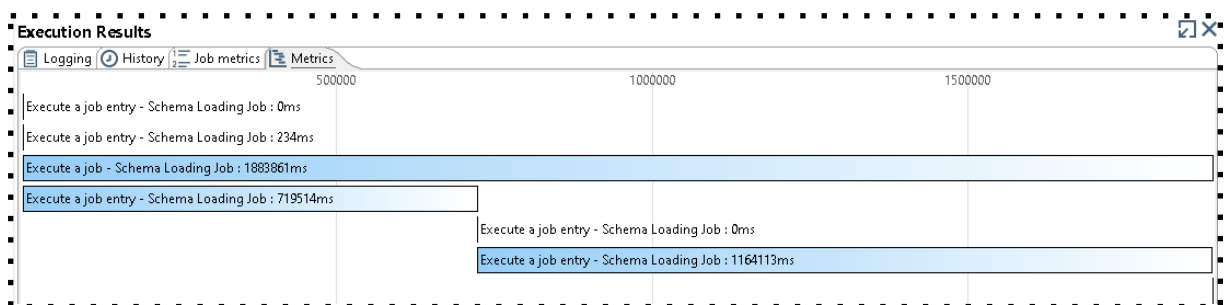 Execution Results
Logging History Job metrics Metrics
500000 1000000 1500000
Execute a job entry - Schema Loading Job : 0ms
Execute a job entry - Schema Loading Job : 234ms
Execute a job - Schema Loading Job : 1883861ms
Execute a job entry - Schema Loading Job : 719514ms
Execute a job entry - Schema Loading Job : 0ms
Execute a job entry - Schema Loading Job : 1164113ms